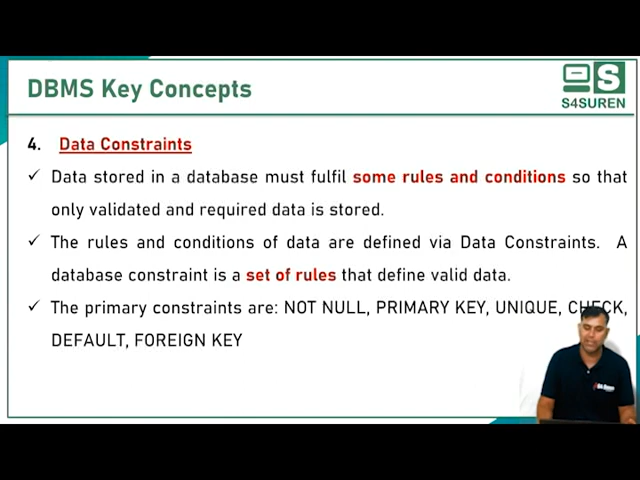 DBMS Key Concepts
S
S4SUREN
4. Data Constraints
✓ Data stored in a database must fulfil some rules and conditions so that
only validated and required data is stored.
✓ The rules and conditions of data are defined via Data Constraints. A
database constraint is a set of rules that define valid data.
✓ The primary constraints are: NOT NULL, PRIMARY KEY, UNIQUE, CHECK,
DEFAULT, FOREIGN KEY